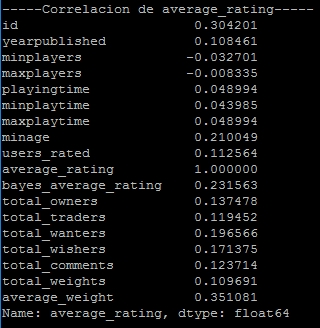 -----Correlacion de average_rating-----
id                      0.304201
yearpublished           0.108461
minplayers             -0.032701
maxplayers             -0.008335
playingtime             0.048994
minplaytime             0.043985
maxplaytime             0.048994
minage                  0.210049
users_rated             0.112564
average_rating          1.000000
bayes_average_rating    0.231563
total_owners            0.137478
total_traders           0.119452
total_wanters           0.196566
total_wishers           0.171375
total_comments          0.123714
total_weights           0.109691
average_weight          0.351081
Name: average_rating, dtype: float64